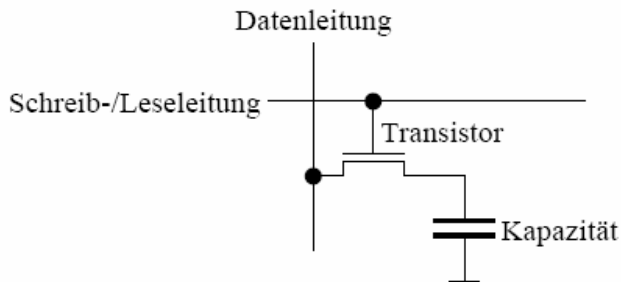 Datenleitung
Schreib-/Leseleitung
Transistor
Kapazität